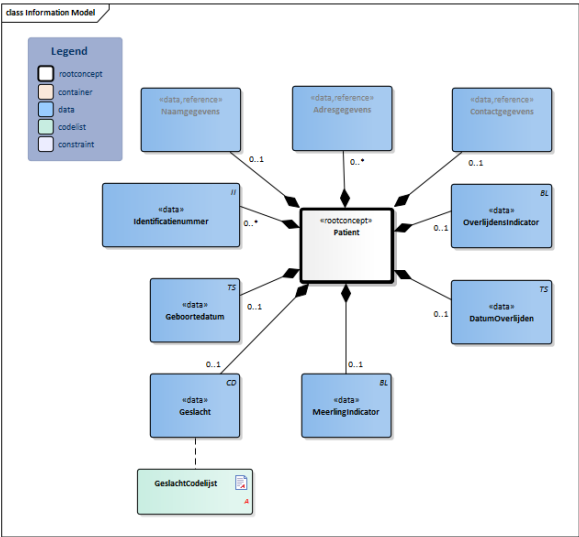 class Information Model
Legend
rootconcept
container
data
codelist
constraint
«data,reference»
Naamgegevens
0..1
«data,reference»
Adresgegevens
0..*
«data,reference»
Contactgegevens
0..1
II
«data»
Identificatienummer
0..*
«rootconcept»
Patient
BL
«data»
OverlijdensIndicator
0..1
TS
«data»
Geboortedatum
0..1
TS
«data»
DatumOverlijden
0..1
CD
«data»
Geslacht
0..1
BL
«data»
MeerlingIndicator
0..1
GeslachtCodelijst
A